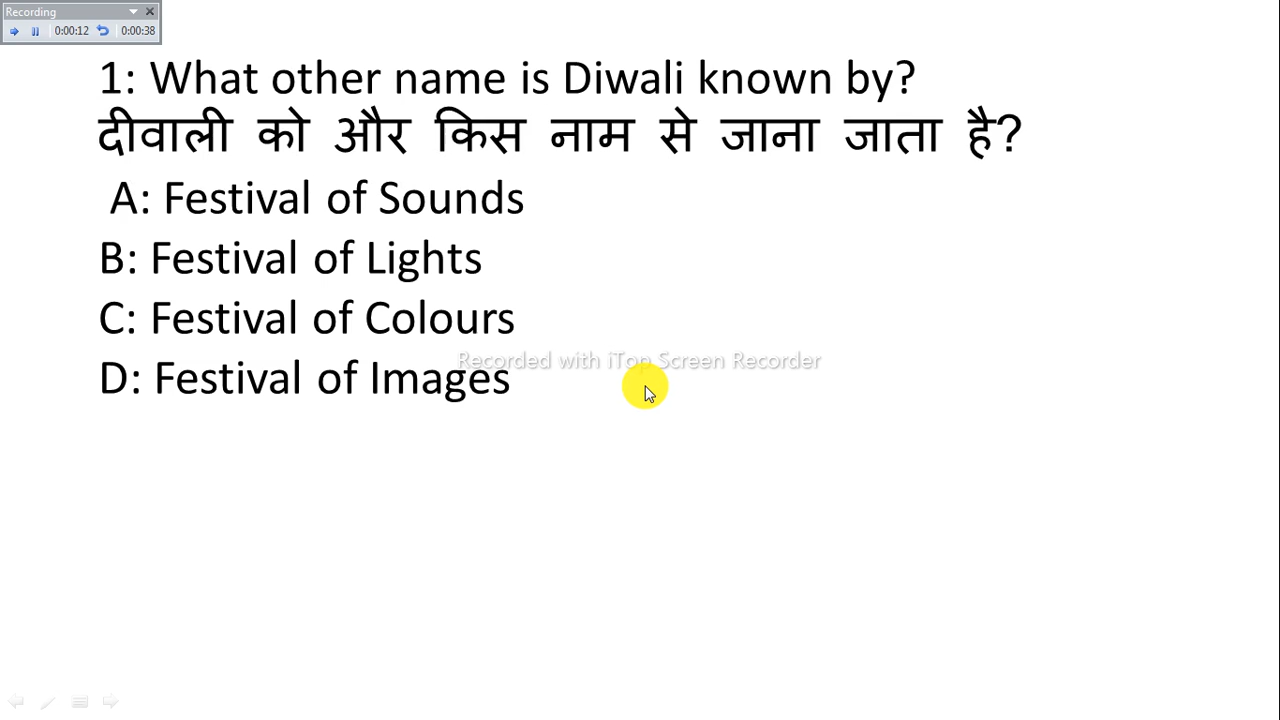 Recording
0:00:12 0:00:38
1: What other name is Diwali known by?
दीवाली को और किस नाम से जाना जाता है?
A: Festival of Sounds
B: Festival of Lights
C: Festival of Colours
Recorded with iTop Screen Recorder
D: Festival of Images